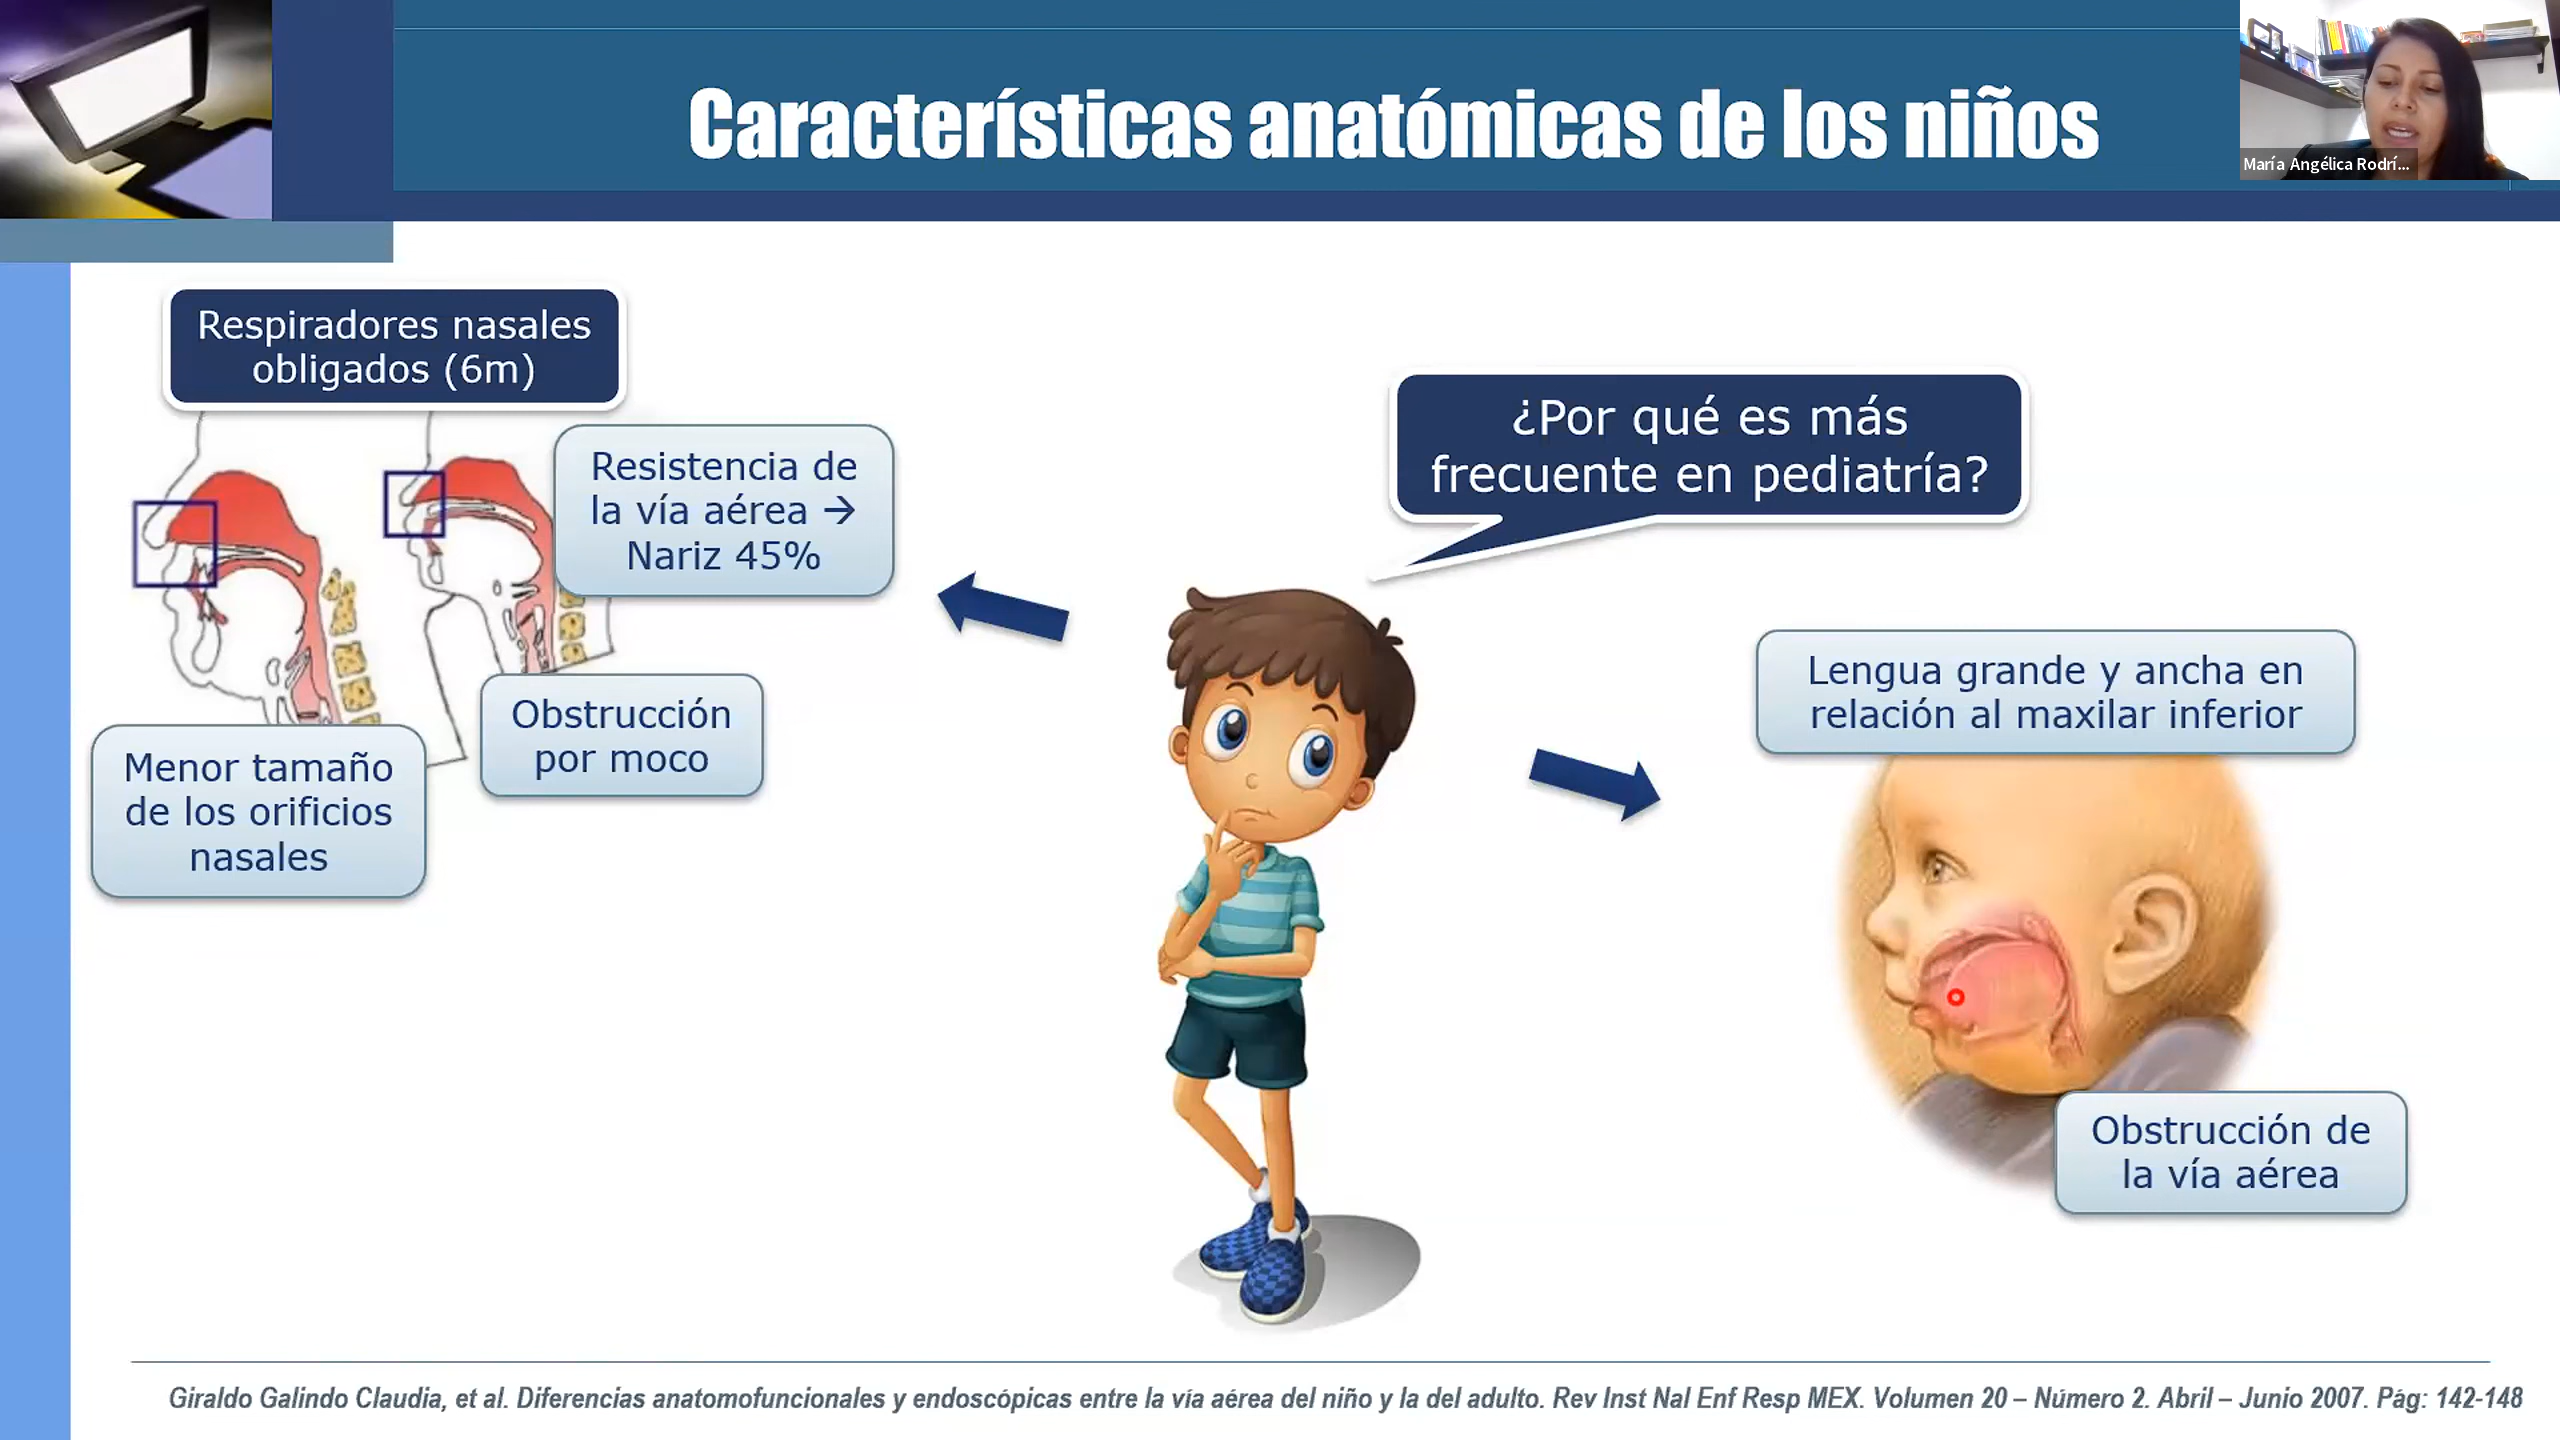 Características anatómicas de los niños
María Angélica Rodrí...
Respiradores nasales
obligados (6m)
Resistencia de
la vía aérea →
Nariz 45%
Obstrucción
por moco
Menor tamaño
de los orificios
nasales
¿Por qué es más
frecuente en pediatría?
Lengua grande y ancha en
relación al maxilar inferior
Obstrucción de
la vía aérea
Giraldo Galindo Claudia, et al. Diferencias anatomofuncionales y endoscópicas entre la vía aérea del niño y la del adulto. Rev Inst Nal Enf Resp MEX. Volumen 20 – Número 2. Abril – Junio 2007. Pág: 142-148